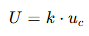 U = k · u_c